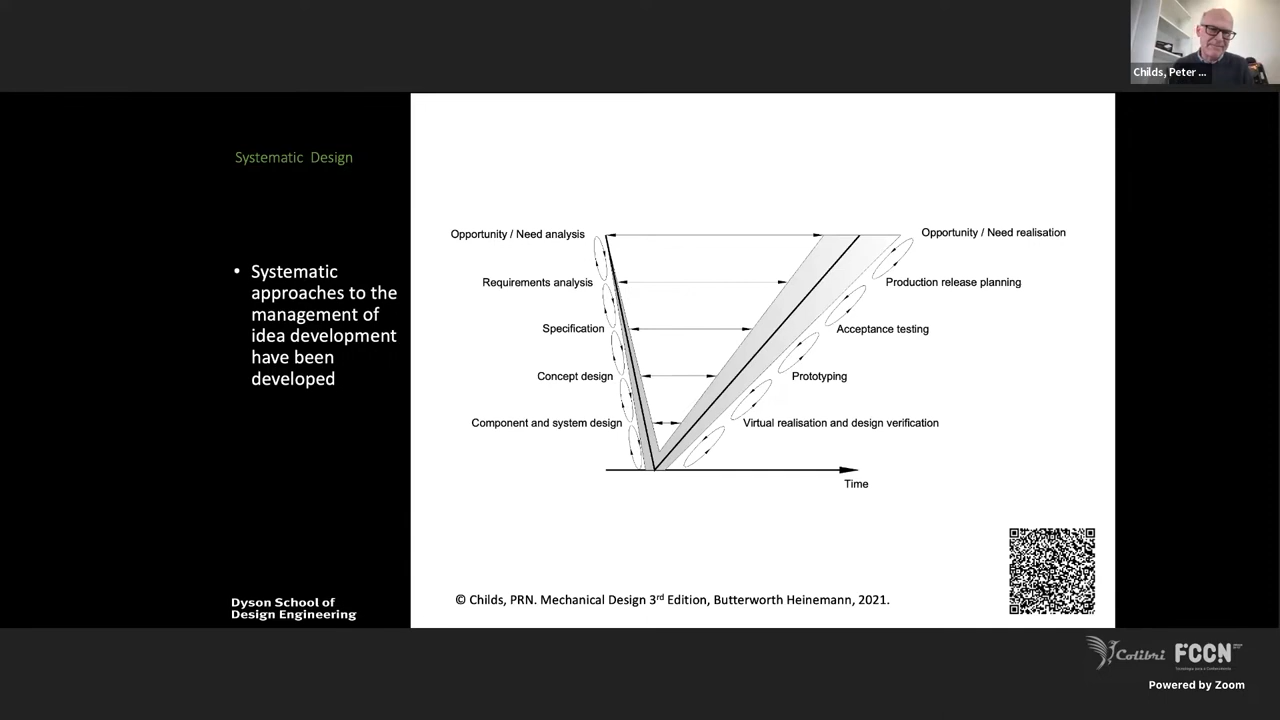 Childs, Peter ...
Systematic Design
• Systematic
approaches to the
management of
idea development
have been
developed
Opportunity / Need analysis
Requirements analysis
Specification
Concept design
Component and system design
Opportunity / Need realisation
Production release planning
Acceptance testing
Prototyping
Virtual realisation and design verification
Time
© Childs, PRN. Mechanical Design 3rd Edition, Butterworth Heinemann, 2021.
Dyson School of
Design Engineering
Colibri FCCN
Powered by Zoom